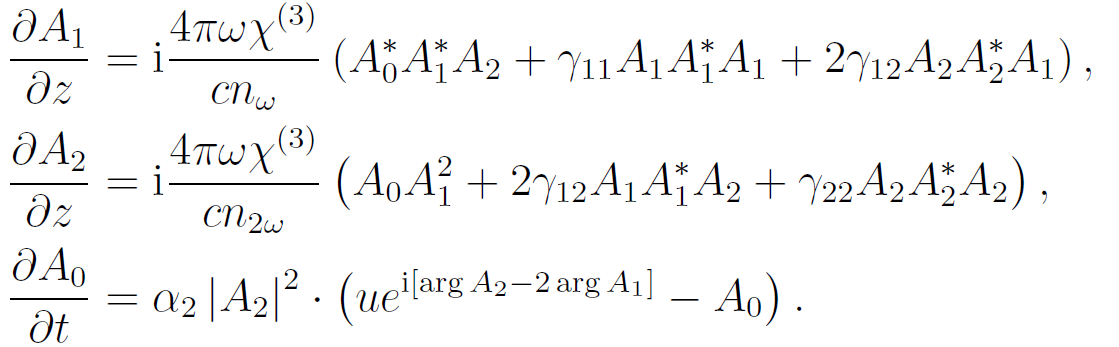 ∂A₁/∂z = i 4πωχ⁽³⁾/cn_ω (A₀*A₁*A₂ + γ₁₁A₁A₁*A₁ + 2γ₁₂A₂A₂*A₁),
∂A₂/∂z = i 4πωχ⁽³⁾/cn_{2ω} (A₀A₁² + 2γ₁₂A₁A₁*A₂ + γ₂₂A₂A₂*A₂),
∂A₀/∂t = α₂ |A₂|² · (ue^{i[arg A₂−2 arg A₁]} − A₀).